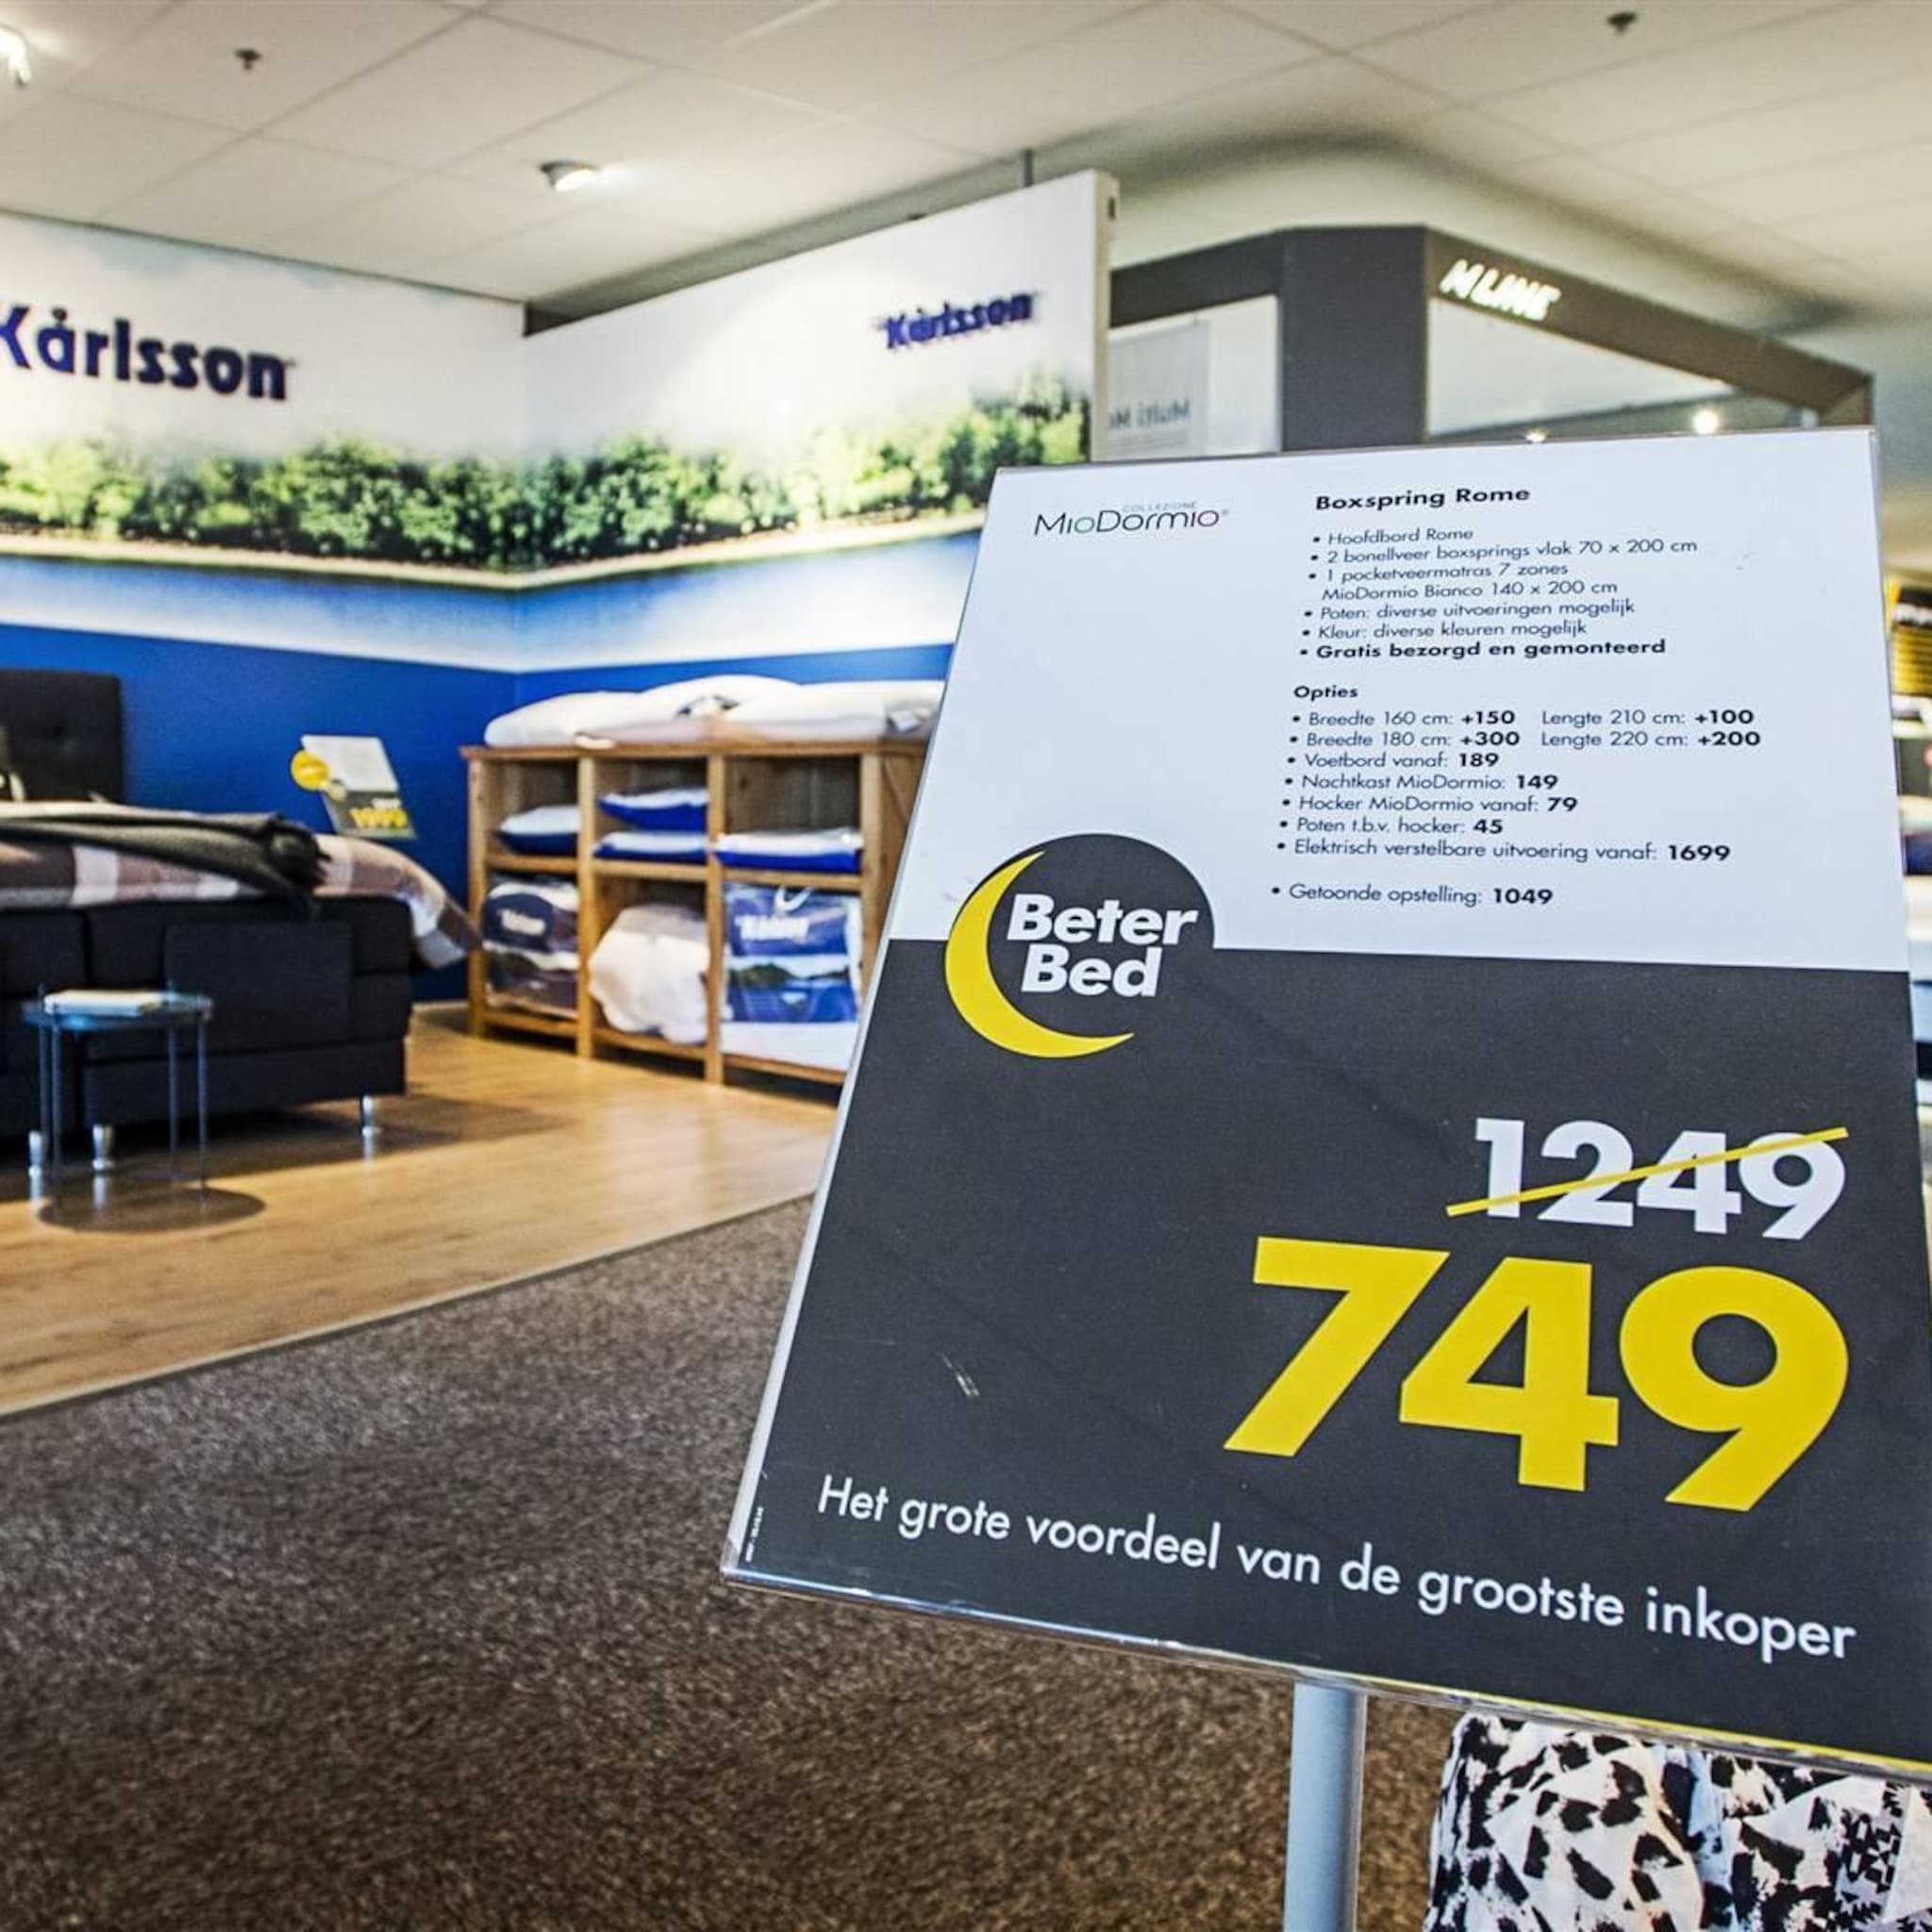 Kårlsson
Kårlsson
M LINE
COLLEZIONE
MioDormio®
Boxspring Rome
• Hoofdbord Rome
• 2 bonellveer boxsprings vlak 70 x 200 cm
• 1 pocketveermatras 7 zones
MioDormio Bianco 140 x 200 cm
• Poten: diverse uitvoeringen mogelijk
• Kleur: diverse kleuren mogelijk
• Gratis bezorgd en gemonteerd
Opties
• Breedte 160 cm: +150 Lengte 210 cm: +100
• Breedte 180 cm: +300 Lengte 220 cm: +200
• Voetbord vanaf: 189
• Nachtkast MioDormio: 149
• Hocker MioDormio vanaf: 79
• Poten t.b.v. hocker: 45
• Elektrisch verstelbare uitvoering vanaf: 1699
• Getoonde opstelling: 1049
Beter
Bed
1249
749
Het grote voordeel van de grootste inkoper
1999